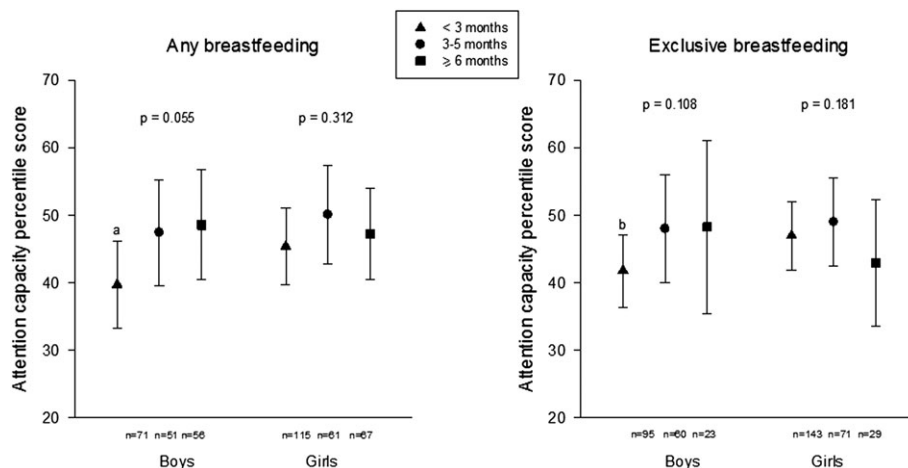 < 3 months
3-5 months
⩾ 6 months
Any breastfeeding
Attention capacity percentile score
70
60
50
40
30
20
p = 0.055
p = 0.312
a
n=71 n=51 n=56
n=115 n=61 n=67
Boys
Girls
Exclusive breastfeeding
Attention capacity percentile score
70
60
50
40
30
20
p = 0.108
p = 0.181
b
n=95 n=60 n=23
n=143 n=71 n=29
Boys
Girls